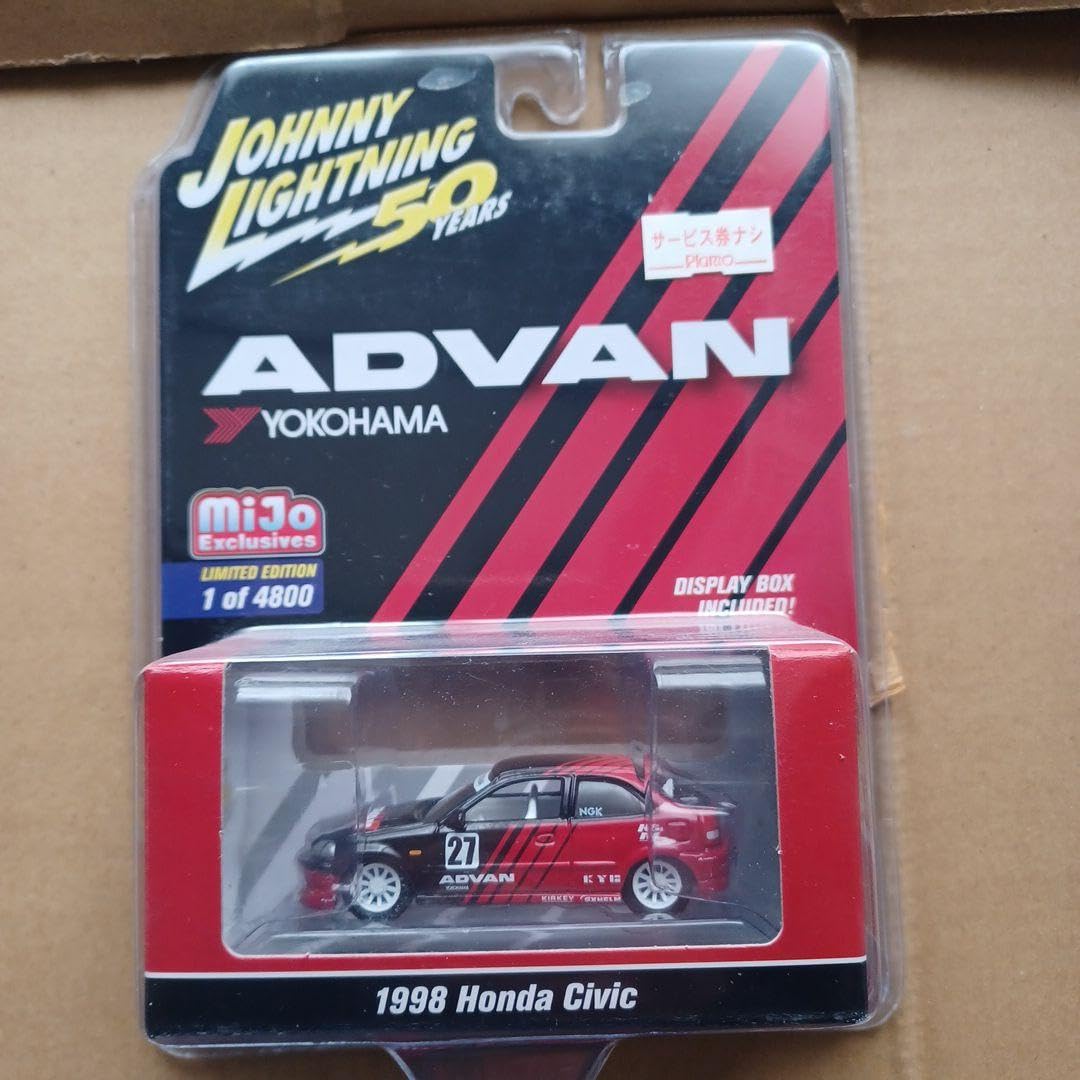 JOHNNY
LIGHTNING
50
YEARS
サービス券ナシ
Plamo
ADVAN
YOKOHAMA
MiJo
Exclusives
LIMITED EDITION
1 of 4800
DISPLAY BOX
INCLUDED!
NGK
27
ADVAN
YOKOHAMA
KYB
KIRKEY
1998 Honda Civic